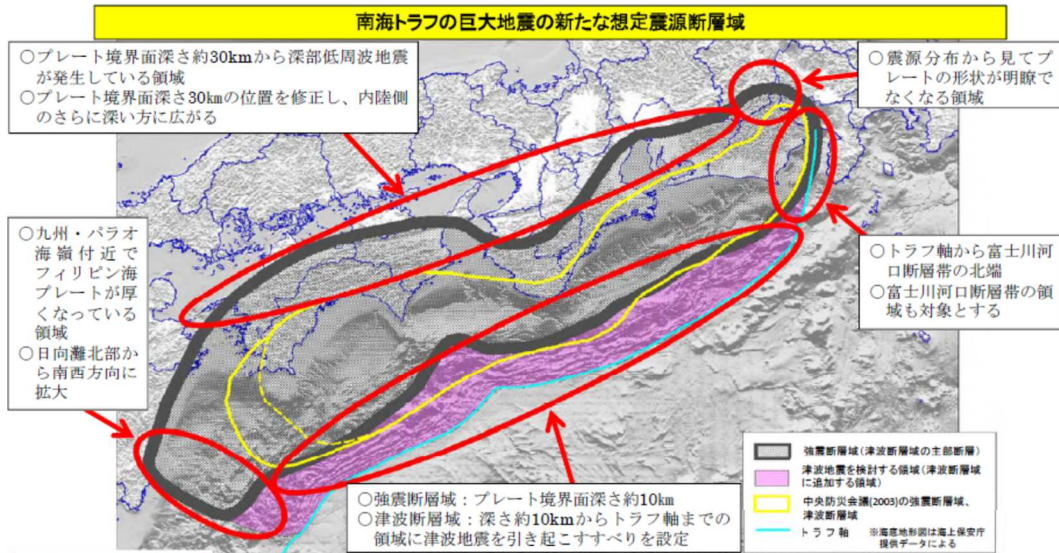 南海トラフの巨大地震の新たな想定震源断層域
○プレート境界面深さ約30kmから深部低周波地震
が発生している領域
○プレート境界面深さ30㎞の位置を修正し、内陸側
のさらに深い方に広がる
○震源分布から見てプ
レートの形状が明瞭で
なくなる領域
○九州・パラオ
海嶺付近で
フィリピン海
プレートが厚
くなっている
領域
○日向灘北部か
ら南西方向に
拡大
○トラフ軸から富士川河
口断層帯の北端
○富士川河口断層帯の領
域も対象とする
○強震断層域：プレート境界面深さ約10km
○津波断層域：深さ約10kmからトラフ軸までの
領域に津波地震を引き起こすすべりを設定
強震断層域(津波断層域の主部断層)
津波地震を検討する領域(津波断層域
に追加する領域)
中央防災会議(2003)の強震断層域、
津波断層域
トラフ軸 ※海底地形図は海上保安庁
提供データによる